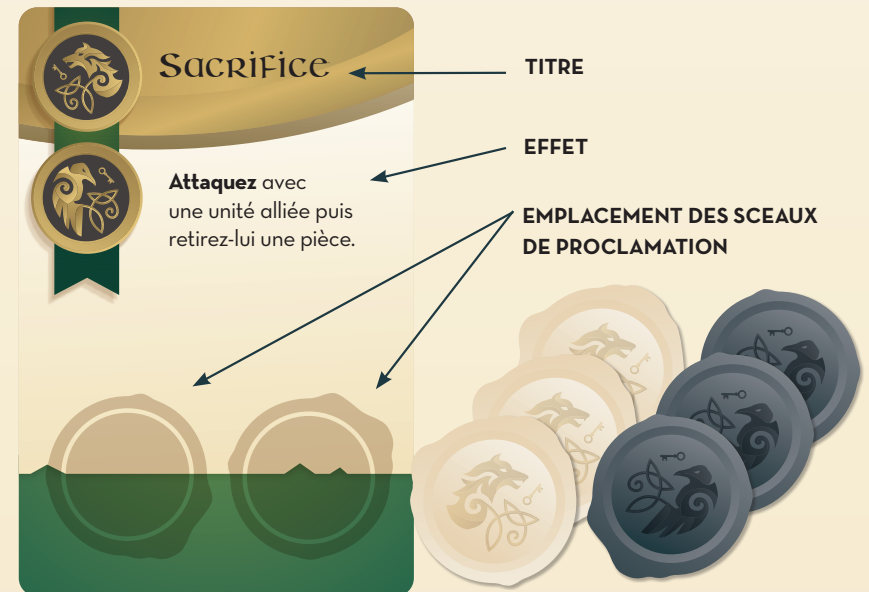 Sacrifice
TITRE
EFFET
Attaquez avec
une unité alliée puis
retirez-lui une pièce.
EMPLACEMENT DES SCEAUX
DE PROCLAMATION